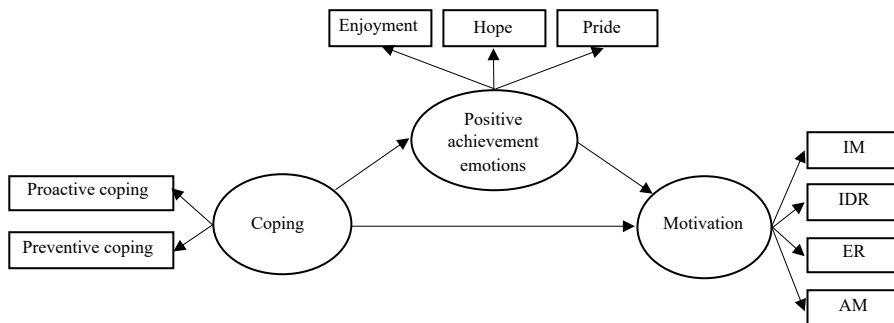 Enjoyment
Hope
Pride
Positive
achievement
emotions
Proactive coping
Preventive coping
Coping
Motivation
IM
IDR
ER
AM